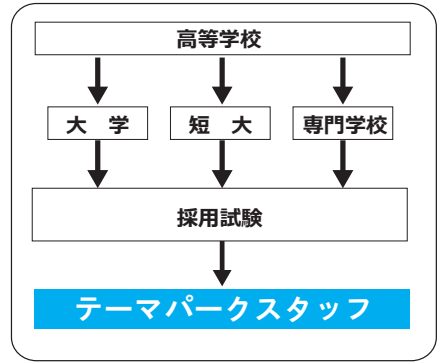 高等学校
大　学　短　大　専門学校
採用試験
テーマパークスタッフ